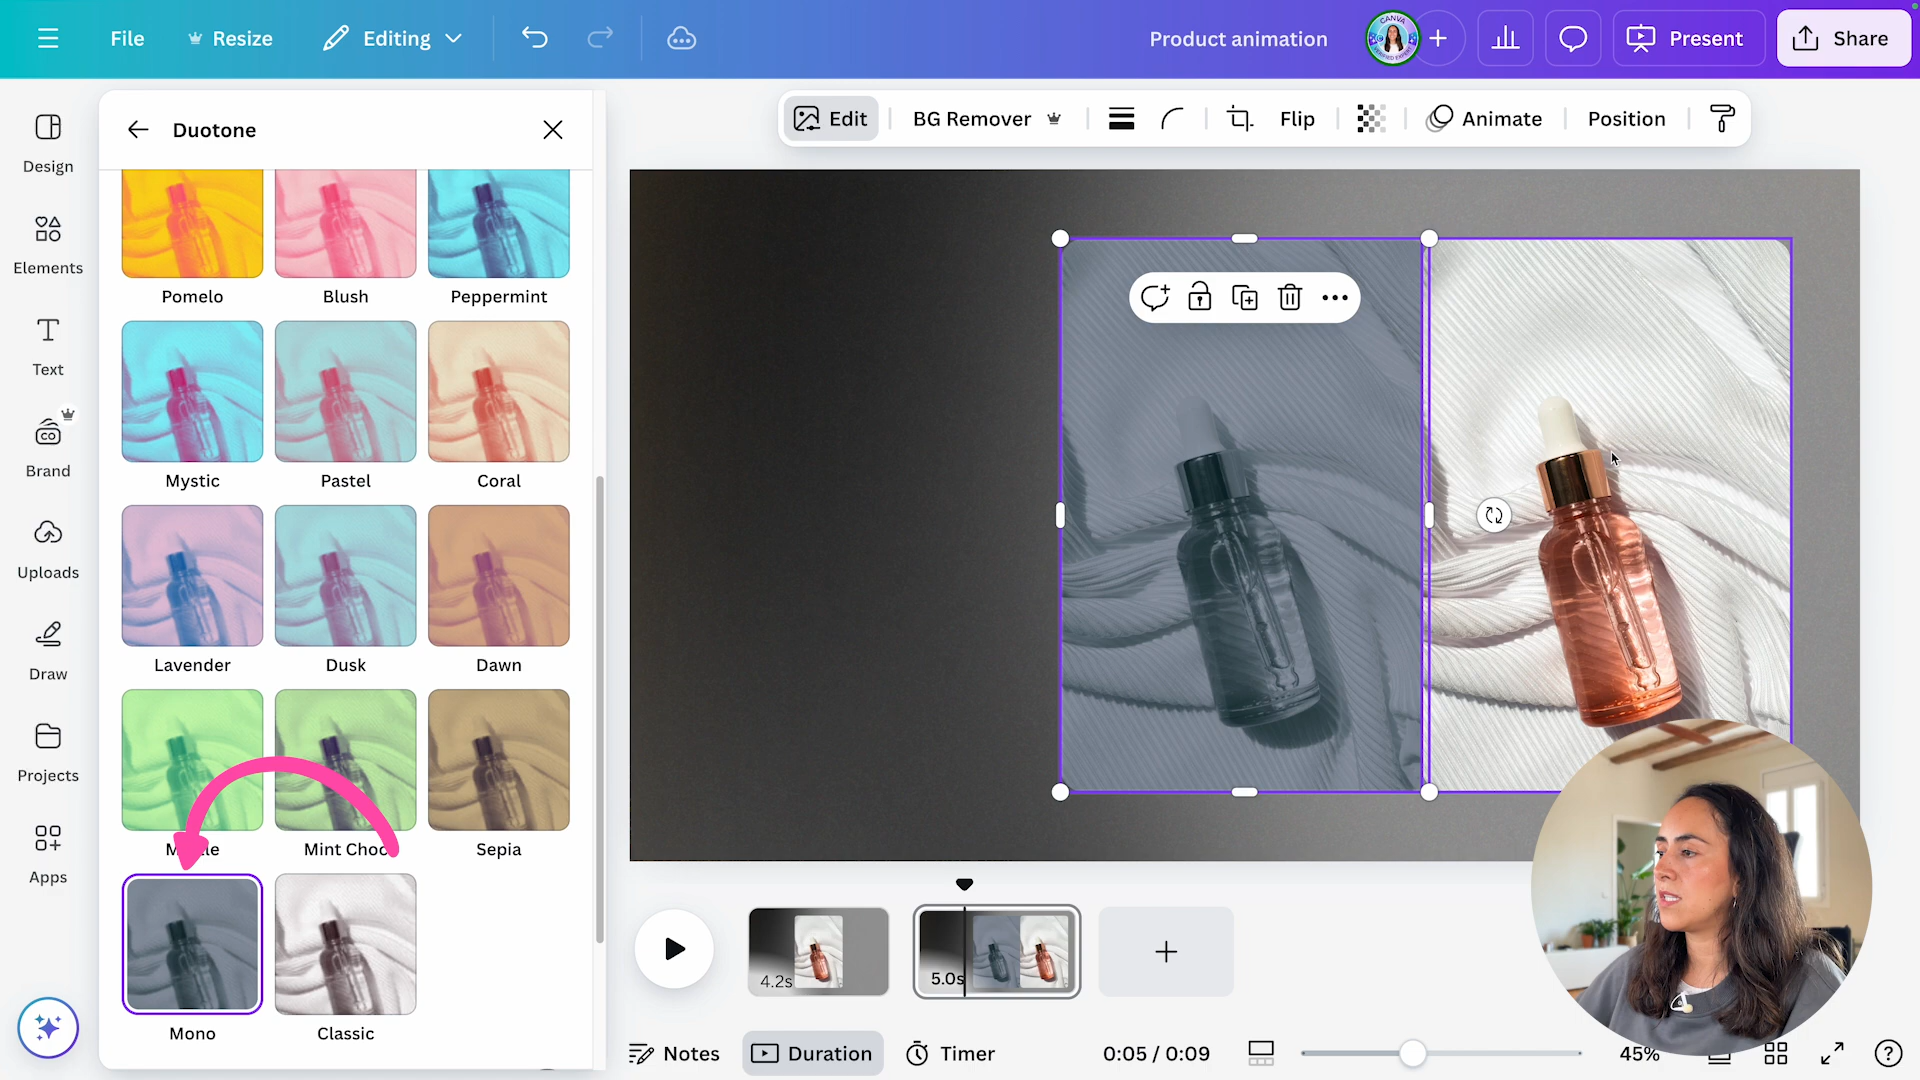 File
Resize
Editing
Product animation
Present
Share
Design
Elements
Text
Brand
Uploads
Draw
Projects
Apps
Duotone
Pomelo
Blush
Peppermint
Mystic
Pastel
Coral
Lavender
Dusk
Dawn
Mint Choc
Sepia
Mono
Classic
Edit
BG Remover
Flip
Animate
Position
4.2s
5.0s
Notes
Duration
Timer
0:05 / 0:09
45%